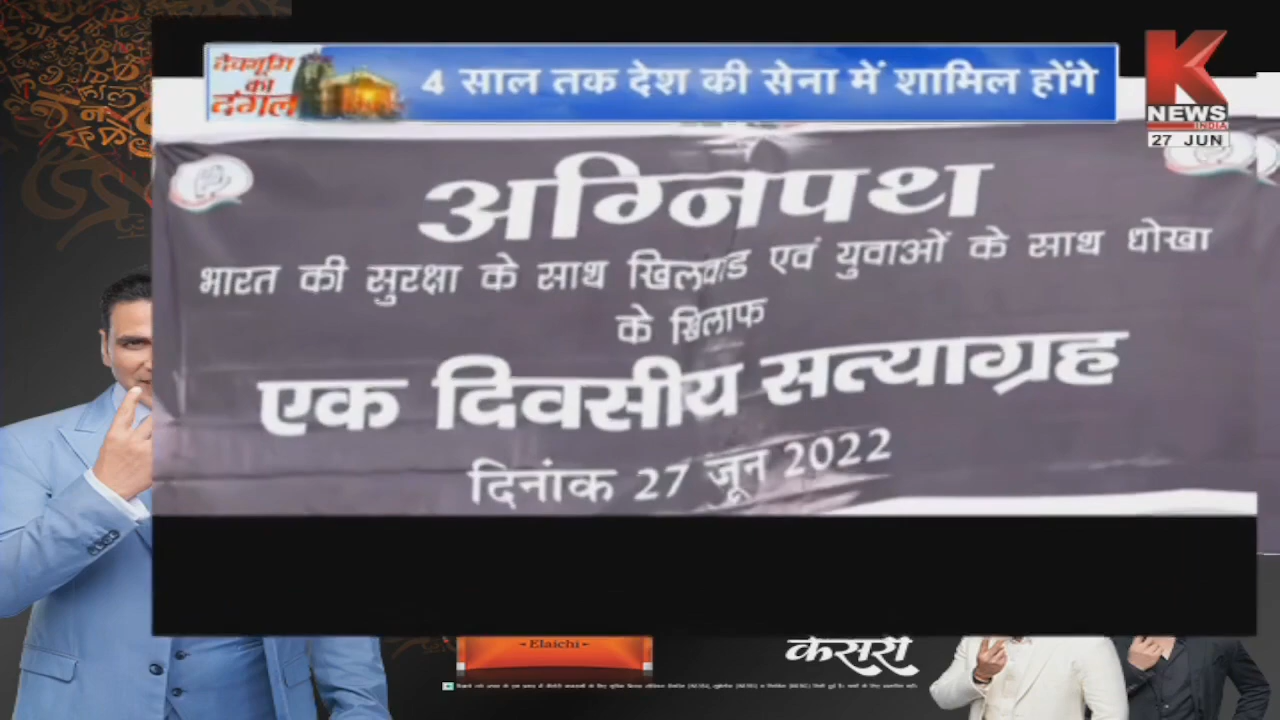 देवभूमि
का
दंगल
4 साल तक देश की सेना में शामिल होंगे
K
NEWS
INDIA
27 JUN
अग्निपथ
भारत की सुरक्षा के साथ खिलवाड एवं युवाओं के साथ धोखा
के खिलाफ
एक दिवसीय सत्याग्रह
दिनांक 27 जून 2022
Elaichi
केसरी